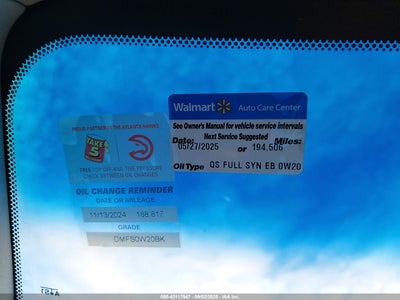 PROUD PARTNER OF THE ATLANTA HAWKS
TAKE 5
FREE TOP OFF AND TIRE PRESSURE
CHECK BETWEEN OIL CHANGES
OIL CHANGE REMINDER
DATE OR MILEAGE
11/13/2024 188,617
GRADE
DMFS0W20BK
Walmart Auto Care Center
See Owner's Manual for vehicle service intervals
Next Service Suggested
Date: Miles:
05/27/2025 or 194,606
Oil Type QS FULL SYN EB 0W20